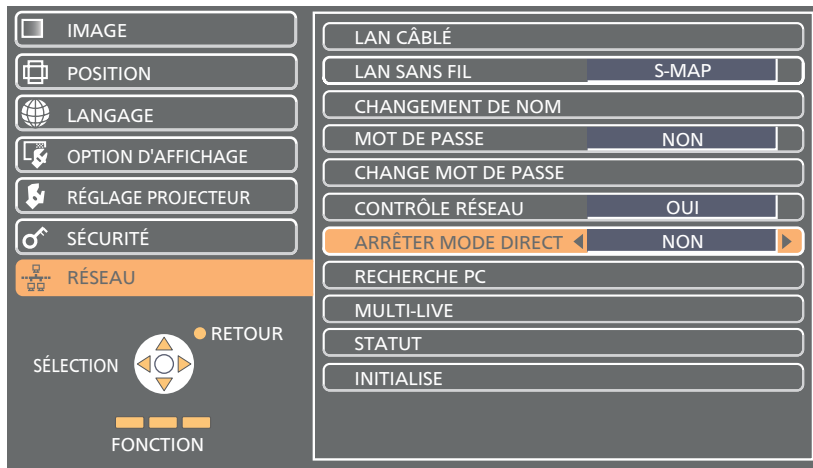 IMAGE
POSITION
LANGAGE
OPTION D'AFFICHAGE
RÉGLAGE PROJECTEUR
SÉCURITÉ
RÉSEAU
RETOUR
SÉLECTION
FONCTION
LAN CÂBLÉ
LAN SANS FIL S-MAP
CHANGEMENT DE NOM
MOT DE PASSE NON
CHANGE MOT DE PASSE
CONTRÔLE RÉSEAU OUI
ARRÊTER MODE DIRECT NON
RECHERCHE PC
MULTI-LIVE
STATUT
INITIALISE